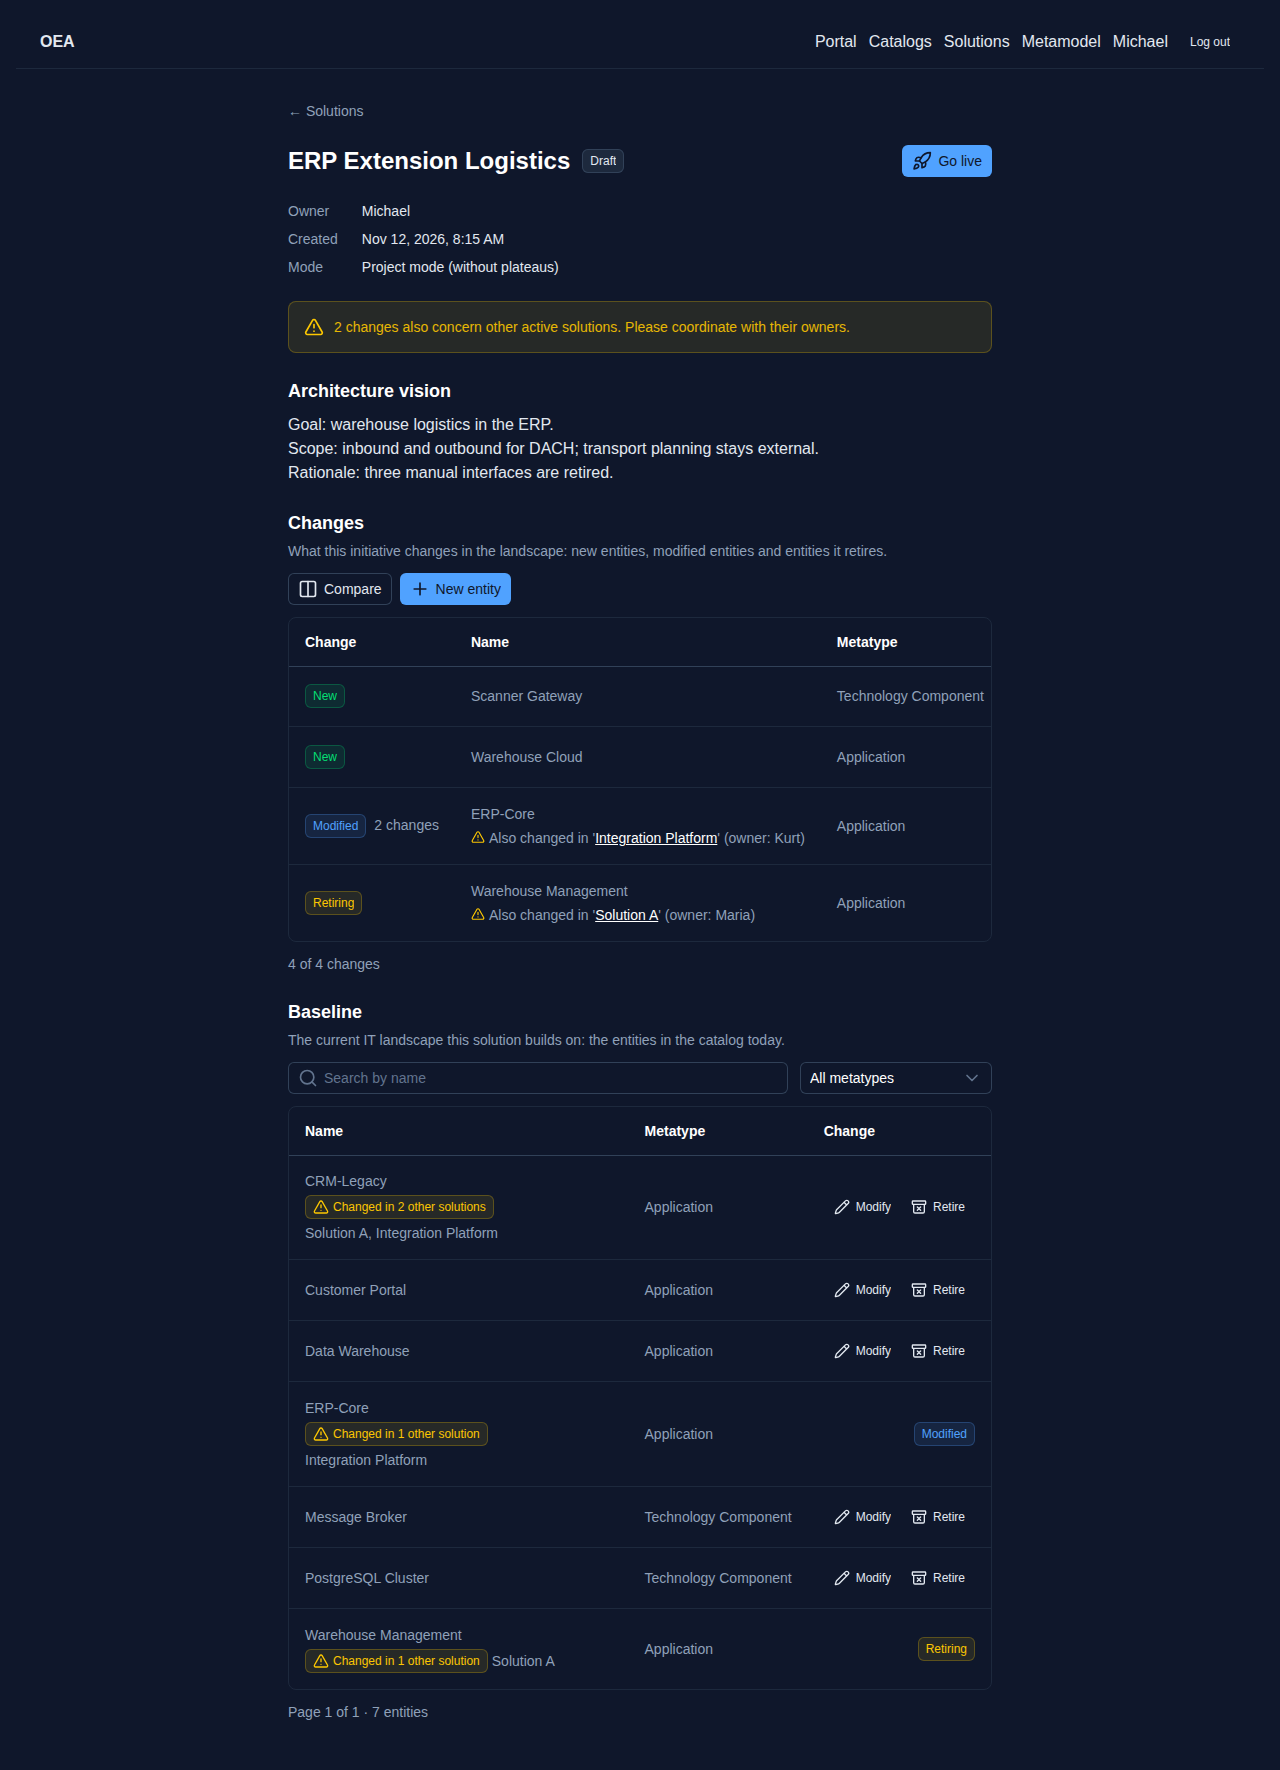 OEA
Portal Catalogs Solutions Metamodel Michael Log out
← Solutions
ERP Extension Logistics Draft Go live
Owner Michael
Created Nov 12, 2026, 8:15 AM
Mode Project mode (without plateaus)
2 changes also concern other active solutions. Please coordinate with their owners.
Architecture vision
Goal: warehouse logistics in the ERP.
Scope: inbound and outbound for DACH; transport planning stays external.
Rationale: three manual interfaces are retired.
Changes
What this initiative changes in the landscape: new entities, modified entities and entities it retires.
Compare New entity
Change Name Metatype
New Scanner Gateway Technology Component
New Warehouse Cloud Application
Modified 2 changes ERP-Core Application
Also changed in 'Integration Platform' (owner: Kurt)
Retiring Warehouse Management Application
Also changed in 'Solution A' (owner: Maria)
4 of 4 changes
Baseline
The current IT landscape this solution builds on: the entities in the catalog today.
Search by name All metatypes
Name Metatype Change
CRM-Legacy
Changed in 2 other solutions Application Modify Retire
Solution A, Integration Platform
Customer Portal Application Modify Retire
Data Warehouse Application Modify Retire
ERP-Core
Changed in 1 other solution Application Modified
Integration Platform
Message Broker Technology Component Modify Retire
PostgreSQL Cluster Technology Component Modify Retire
Warehouse Management Application Retiring
Changed in 1 other solution Solution A
Page 1 of 1 · 7 entities